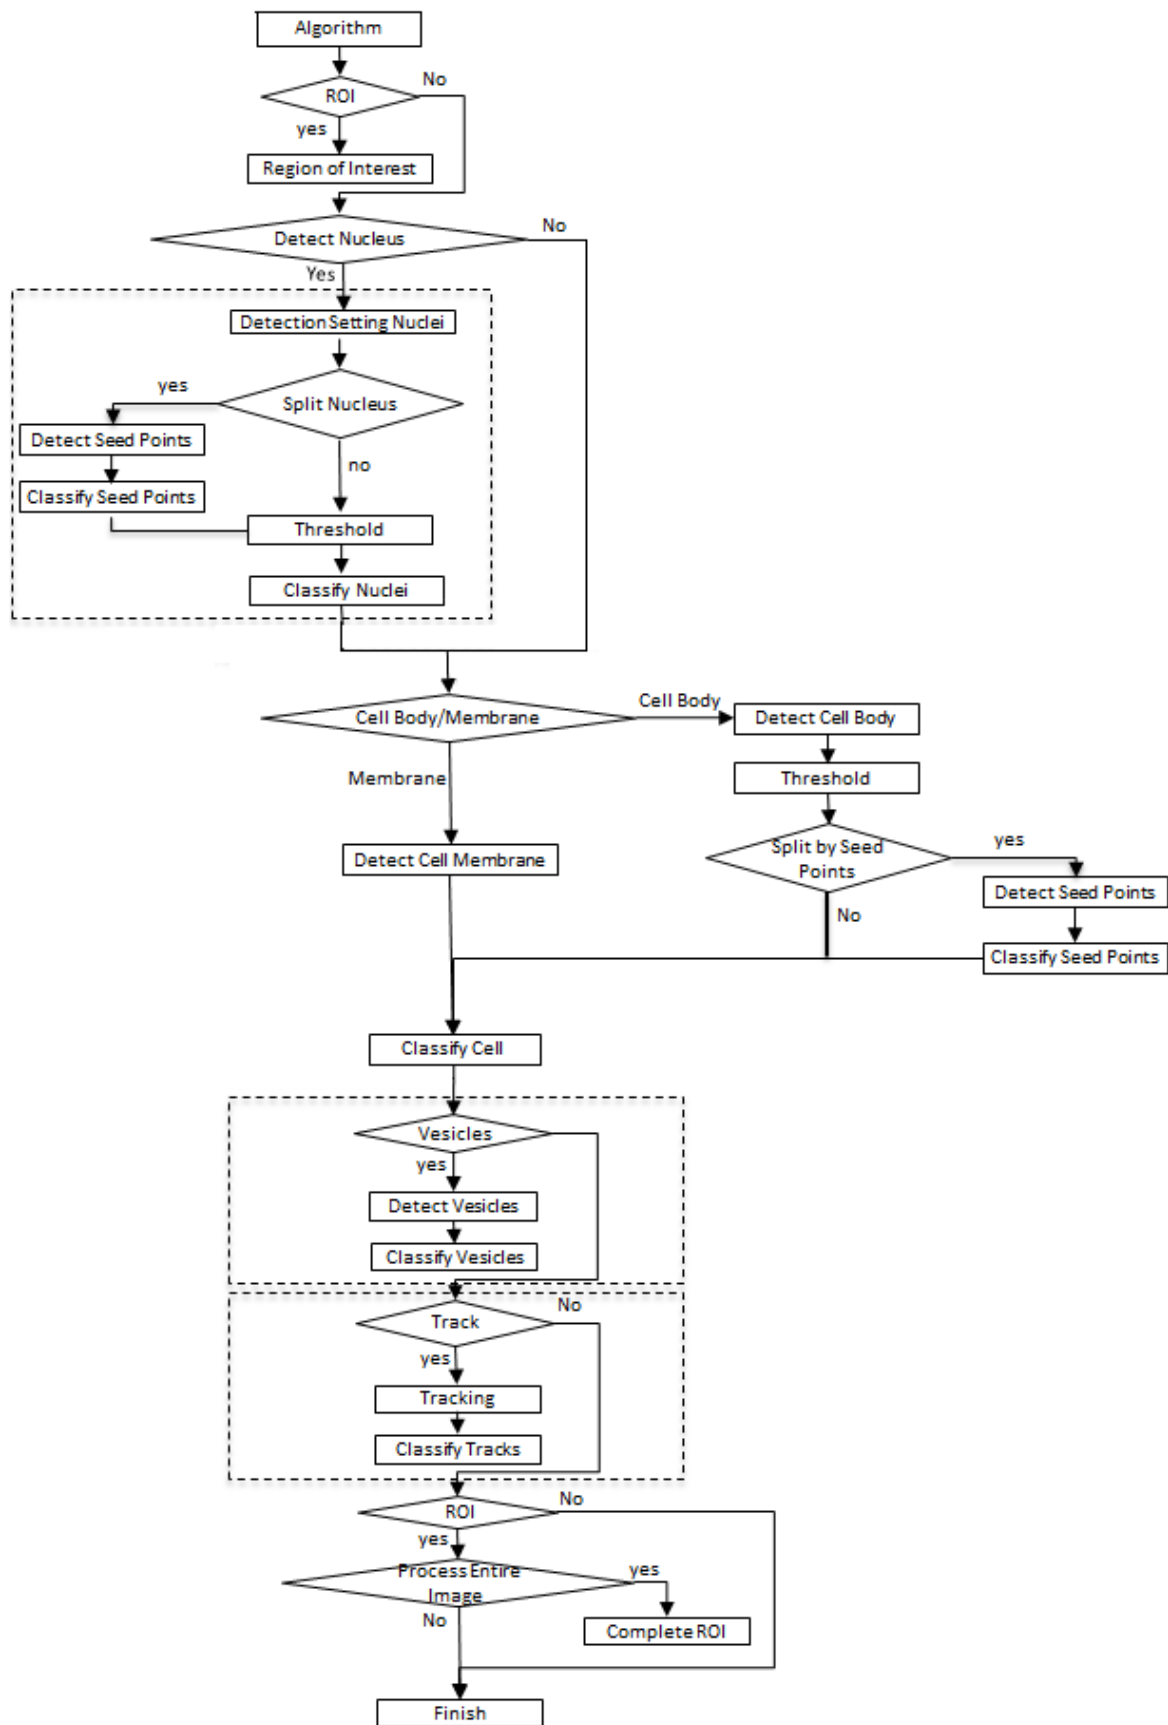 Algorithm
No
ROI
yes
Region of Interest
No
Detect Nucleus
Yes
Detection Setting Nuclei
yes
Split Nucleus
Detect Seed Points
no
Classify Seed Points
Threshold
Classify Nuclei
Cell Body
Cell Body/Membrane
Detect Cell Body
Membrane
Threshold
yes
Split by Seed
Points
Detect Cell Membrane
Detect Seed Points
No
Classify Seed Points
Classify Cell
Vesicles
yes
Detect Vesicles
Classify Vesicles
No
Track
yes
Tracking
Classify Tracks
No
ROI
yes
Process Entire
Image
yes
No
Complete ROI
Finish